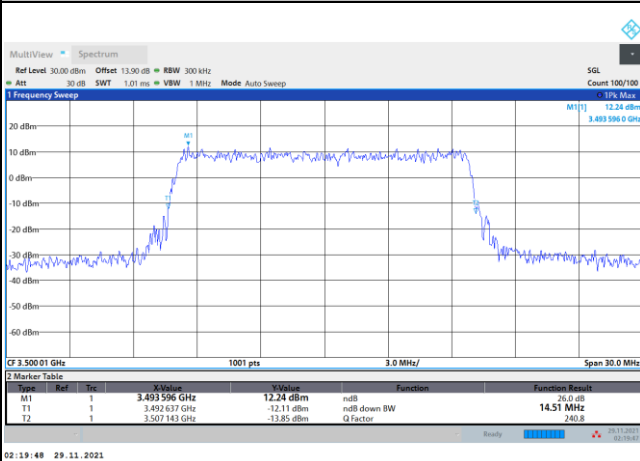 MultiView Spectrum
Ref Level 30.00 dBm Offset 13.90 dB RBW 300 kHz SGL
Att 30 dB SWT 1.01 ms VBW 1 MHz Mode Auto Sweep Count 100/100
1 Frequency Sweep 1Pk Max
M1[1] 12.24 dBm
3.493 596 0 GHz
20 dBm
M1
10 dBm
0 dBm
T1
-10 dBm
-20 dBm
-30 dBm
-40 dBm
-50 dBm
-60 dBm
CF 3.500 01 GHz 1001 pts 3.0 MHz/ Span 30.0 MHz
2 Marker Table
Type Ref Trc X-Value Y-Value Function Function Result
M1 1 3.493 596 GHz 12.24 dBm ndB 26.0 dB
T1 1 3.492 637 GHz -12.11 dBm ndB down BW 14.51 MHz
T2 1 3.507 143 GHz -13.85 dBm Q Factor 240.8
Ready 29.11.2021
02:19:47
02:19:48 29.11.2021